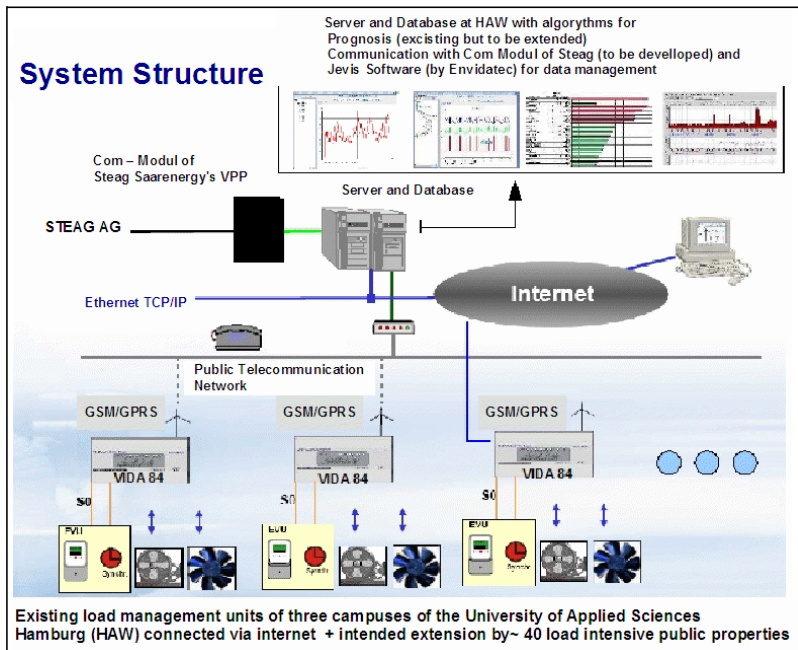 Server and Database at HAW with algorythms for
Prognosis (excisting but to be extended)
Communication with Com Modul of Steag (to be develloped) and
Jevis Software (by Envidatec) for data management
System Structure
Com – Modul of
Steag Saarenergy's VPP
Server and Database
STEAG AG
Internet
Ethernet TCP/IP
Public Telecommunication
Network
GSM/GPRS
GSM/GPRS
GSM/GPRS
VIDA 84
VIDA 84
VIDA 84
S0
S0
S0
EVU
EVU
EVU
Synchr.
Synchr.
Synchr.
Existing load management units of three campuses of the University of Applied Sciences
Hamburg (HAW) connected via internet + intended extension by~ 40 load intensive public properties